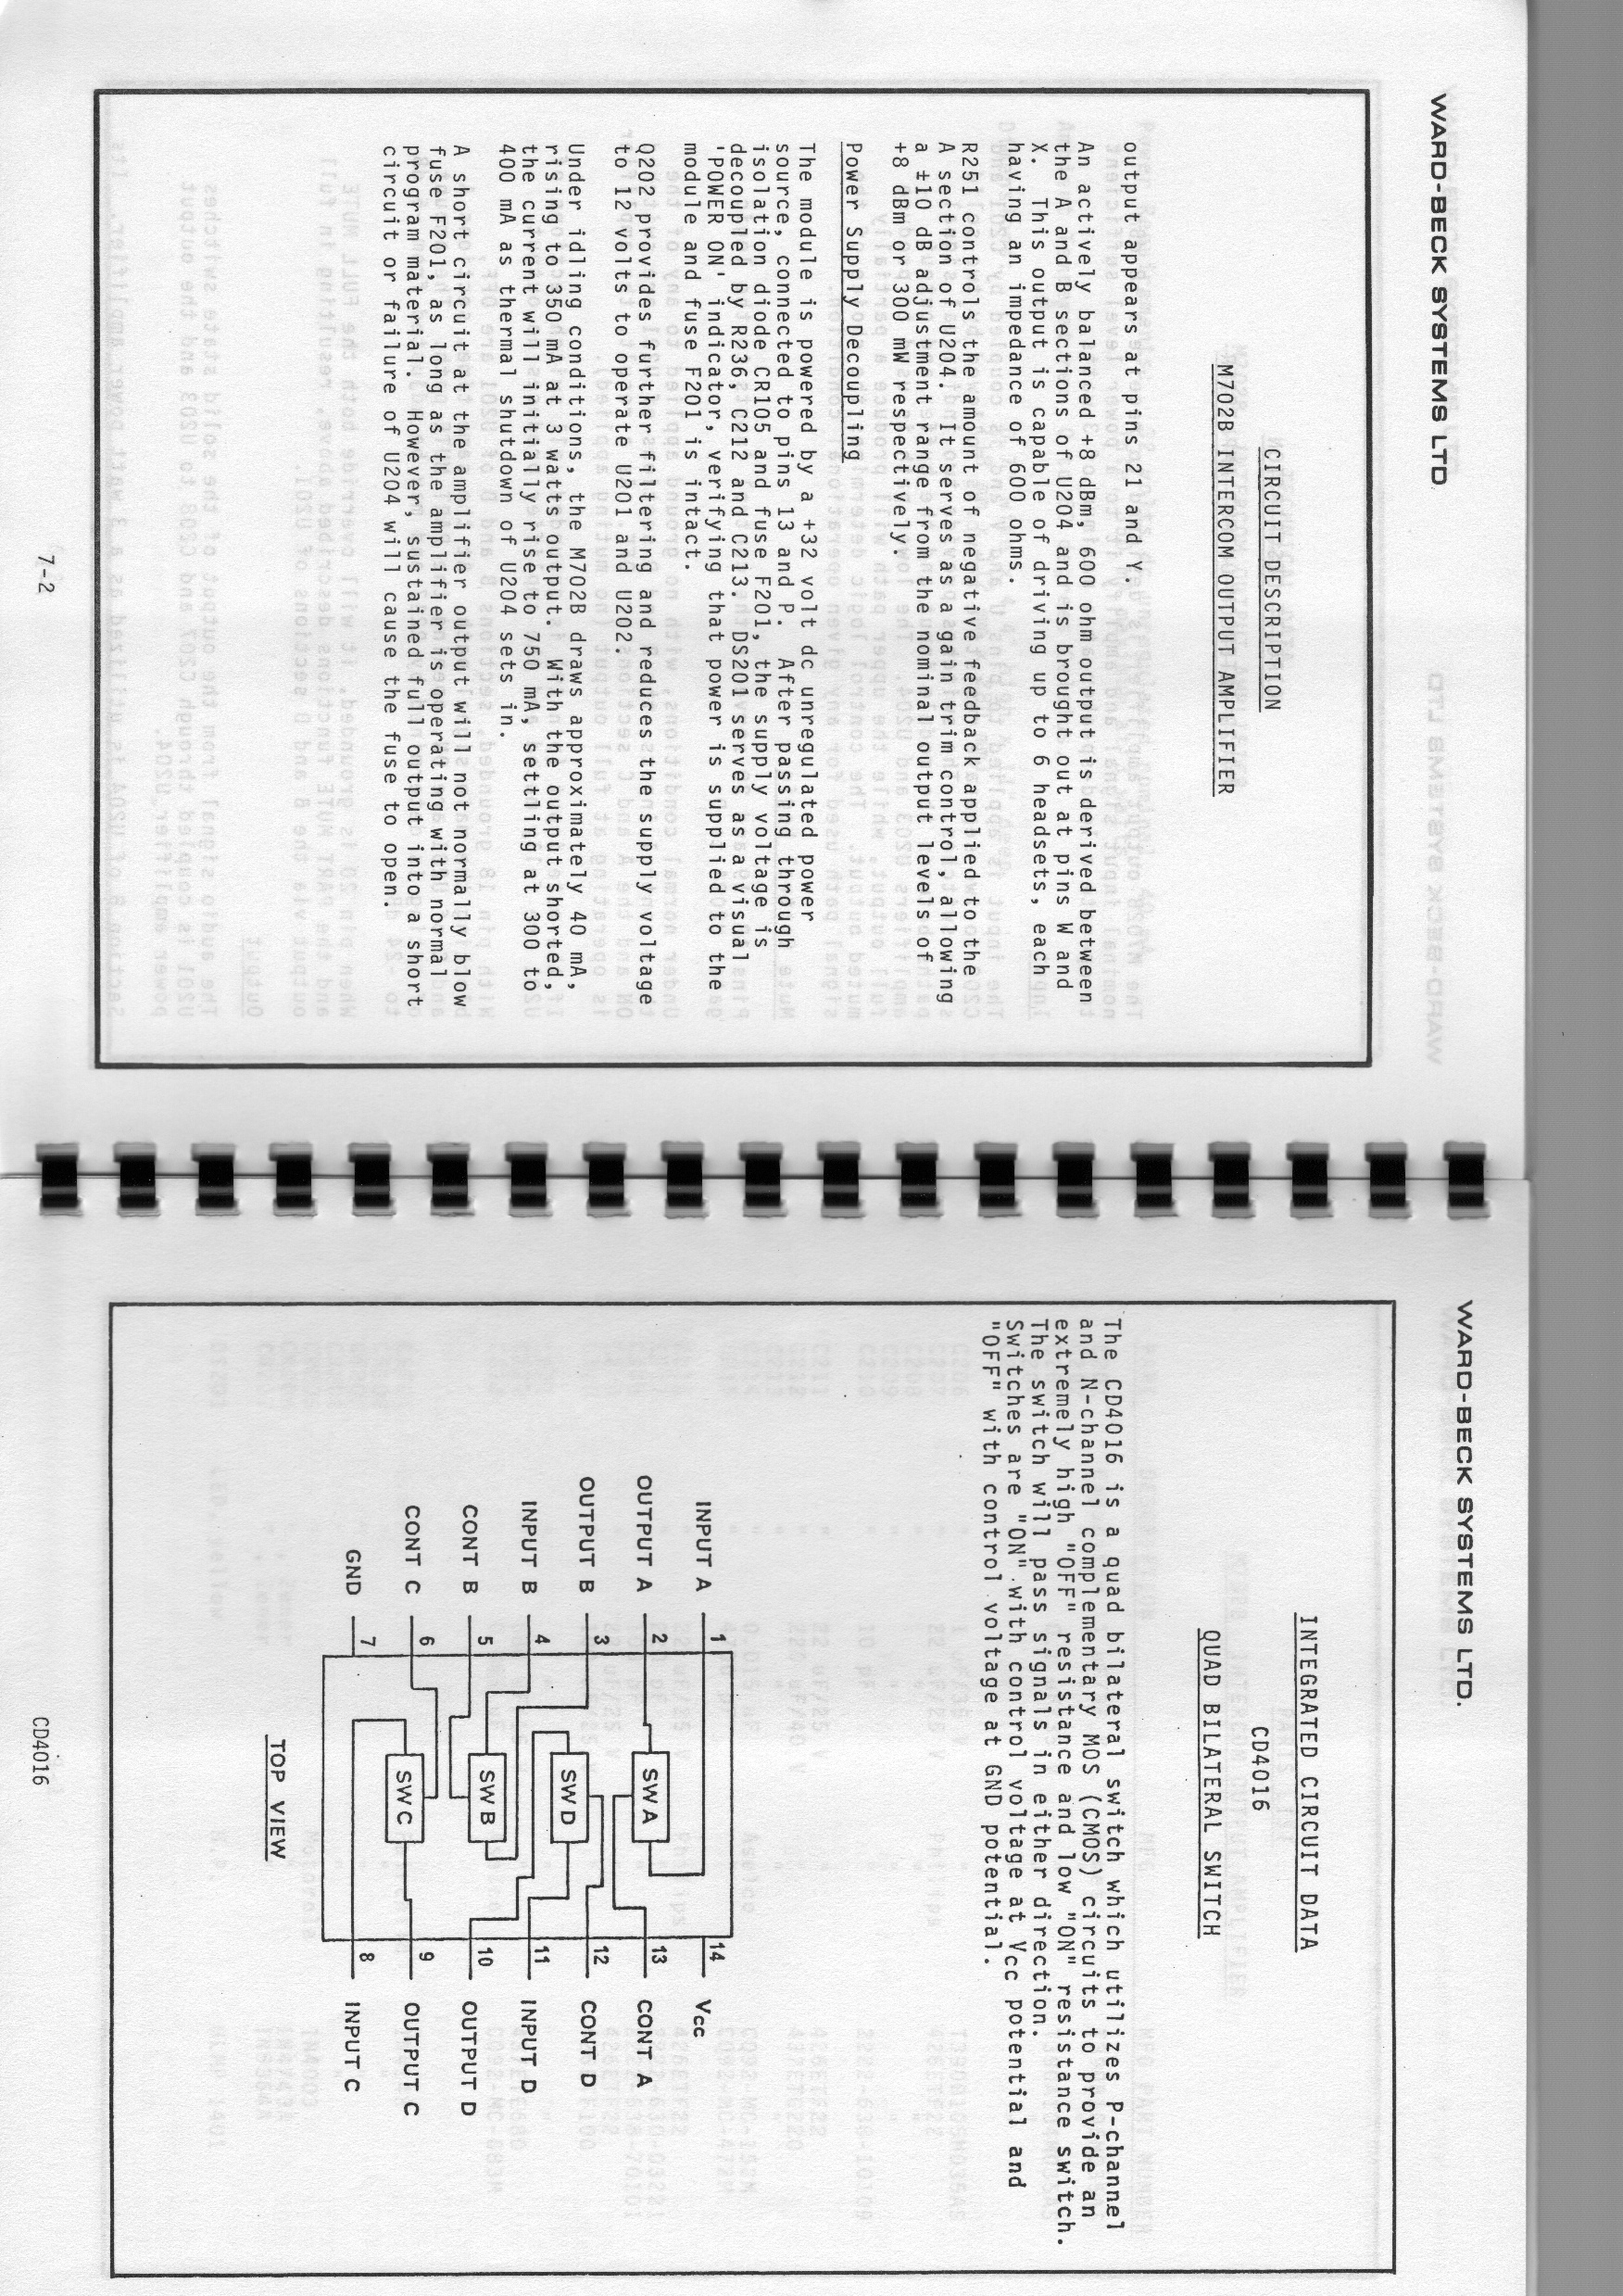 WARD-BECK SYSTEMS LTD
CIRCUIT DESCRIPTION
M702B INTERCOM OUTPUT AMPLIFIER
output appears at pins 21 and Y.
An actively balanced +8 dBm, 600 ohm output is derived between
the A and B sections of U204 and is brought out at pins W and
X. This output is capable of driving up to 6 headsets, each
having an impedance of 600 ohms.
R251 controls the amount of negative feedback applied to the
A section of U204. It serves as a gain trim control, allowing
a ±10 dB adjustment range from the nominal output levels of
+8 dBm or 300 mW respectively.
Power Supply Decoupling
The module is powered by a +32 volt dc unregulated power
source, connected to pins 13 and P. After passing through
isolation diode CR105 and fuse F201, the supply voltage is
decoupled by R236, C212 and C213. DS201 serves as a visual
'POWER ON' indicator, verifying that power is supplied to the
module and fuse F201 is intact.
Q202 provides further filtering and reduces the supply voltage
to 12 volts to operate U201 and U202.
Under idling conditions, the M702B draws approximately 40 mA,
rising to 350 mA at 3 watts output. With the output shorted,
the current will initially rise to 750 mA, settling at 300 to
400 mA as thermal shutdown of U204 sets in.
A short circuit at the amplifier output will not normally blow
fuse F201, as long as the amplifier is operating with normal
program material. However, sustained full output into a short
circuit or failure of U204 will cause the fuse to open.
7-2
WARD-BECK SYSTEMS LTD.
INTEGRATED CIRCUIT DATA
CD4016
QUAD BILATERAL SWITCH
The CD4016 is a quad bilateral switch which utilizes P-channel
and N-channel complementary MOS (CMOS) circuits to provide an
extremely high "OFF" resistance and low "ON" resistance switch.
The switch will pass signals in either direction.
Switches are "ON" with control voltage at Vcc potential and
"OFF" with control voltage at GND potential.
INPUT A 1 14 Vcc
OUTPUT A 2 SW A 13 CONT A
OUTPUT B 3 SW D 12 CONT D
INPUT B 4 11 INPUT D
CONT B 5 SW B 10 OUTPUT D
CONT C 6 SW C 9 OUTPUT C
GND 7 8 INPUT C
TOP VIEW
CD4016